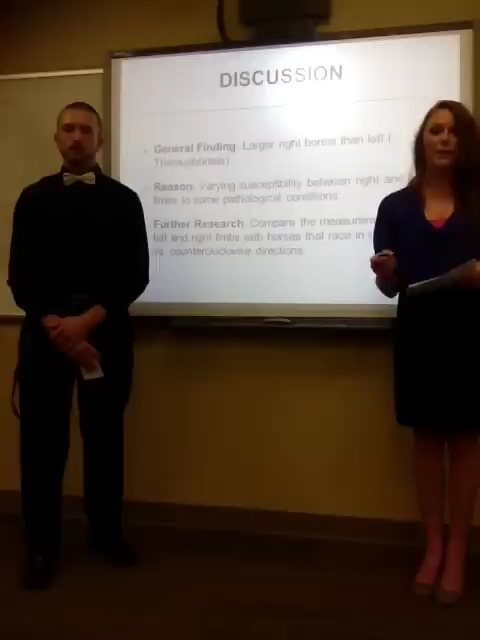 DISCUSSION
General Finding: Larger right bones than left (
Thoroughbreds)
Reason: Varying susceptibility between right and
limbs to some pathological conditions.
Further Research: Compare the measurem
left and right limbs with horses that race in
vs. counterclockwise directions.